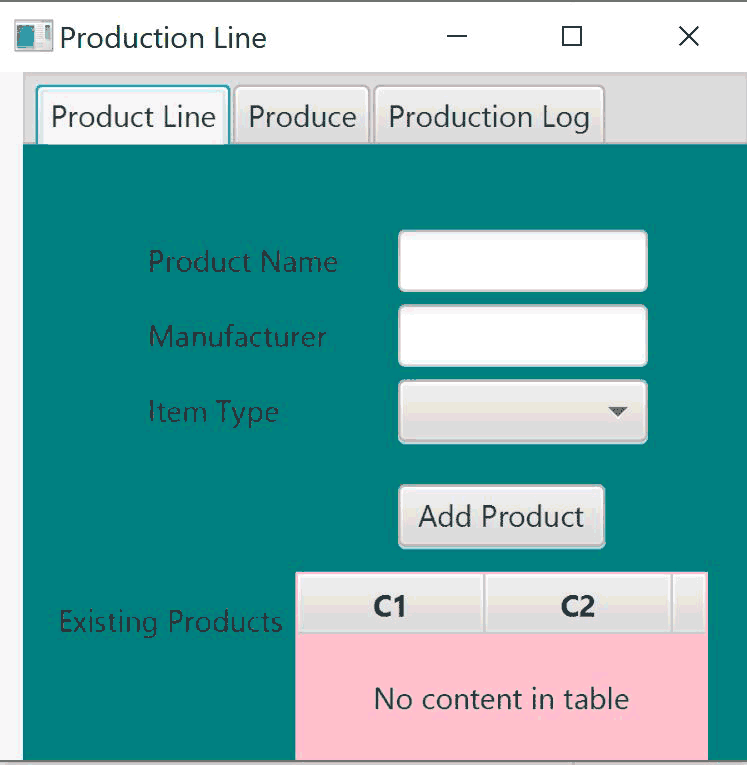 Production Line
Product Line Produce Production Log
Product Name
Manufacturer
Item Type
Add Product
Existing Products C1 C2
No content in table